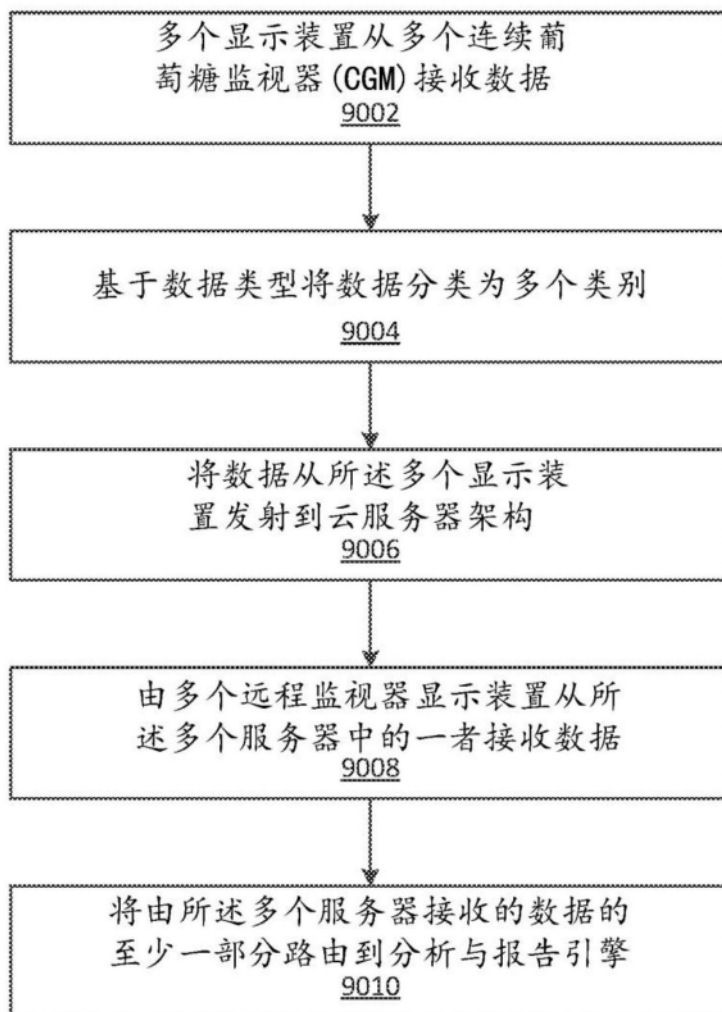 多个显示装置从多个连续葡
萄糖监视器(CGM)接收数据
9002
基于数据类型将数据分类为多个类别
9004
将数据从所述多个显示装
置发射到云服务器架构
9006
由多个远程监视器显示装置从所
述多个服务器中的一者接收数据
9008
将由所述多个服务器接收的数据的
至少一部分路由到分析与报告引擎
9010